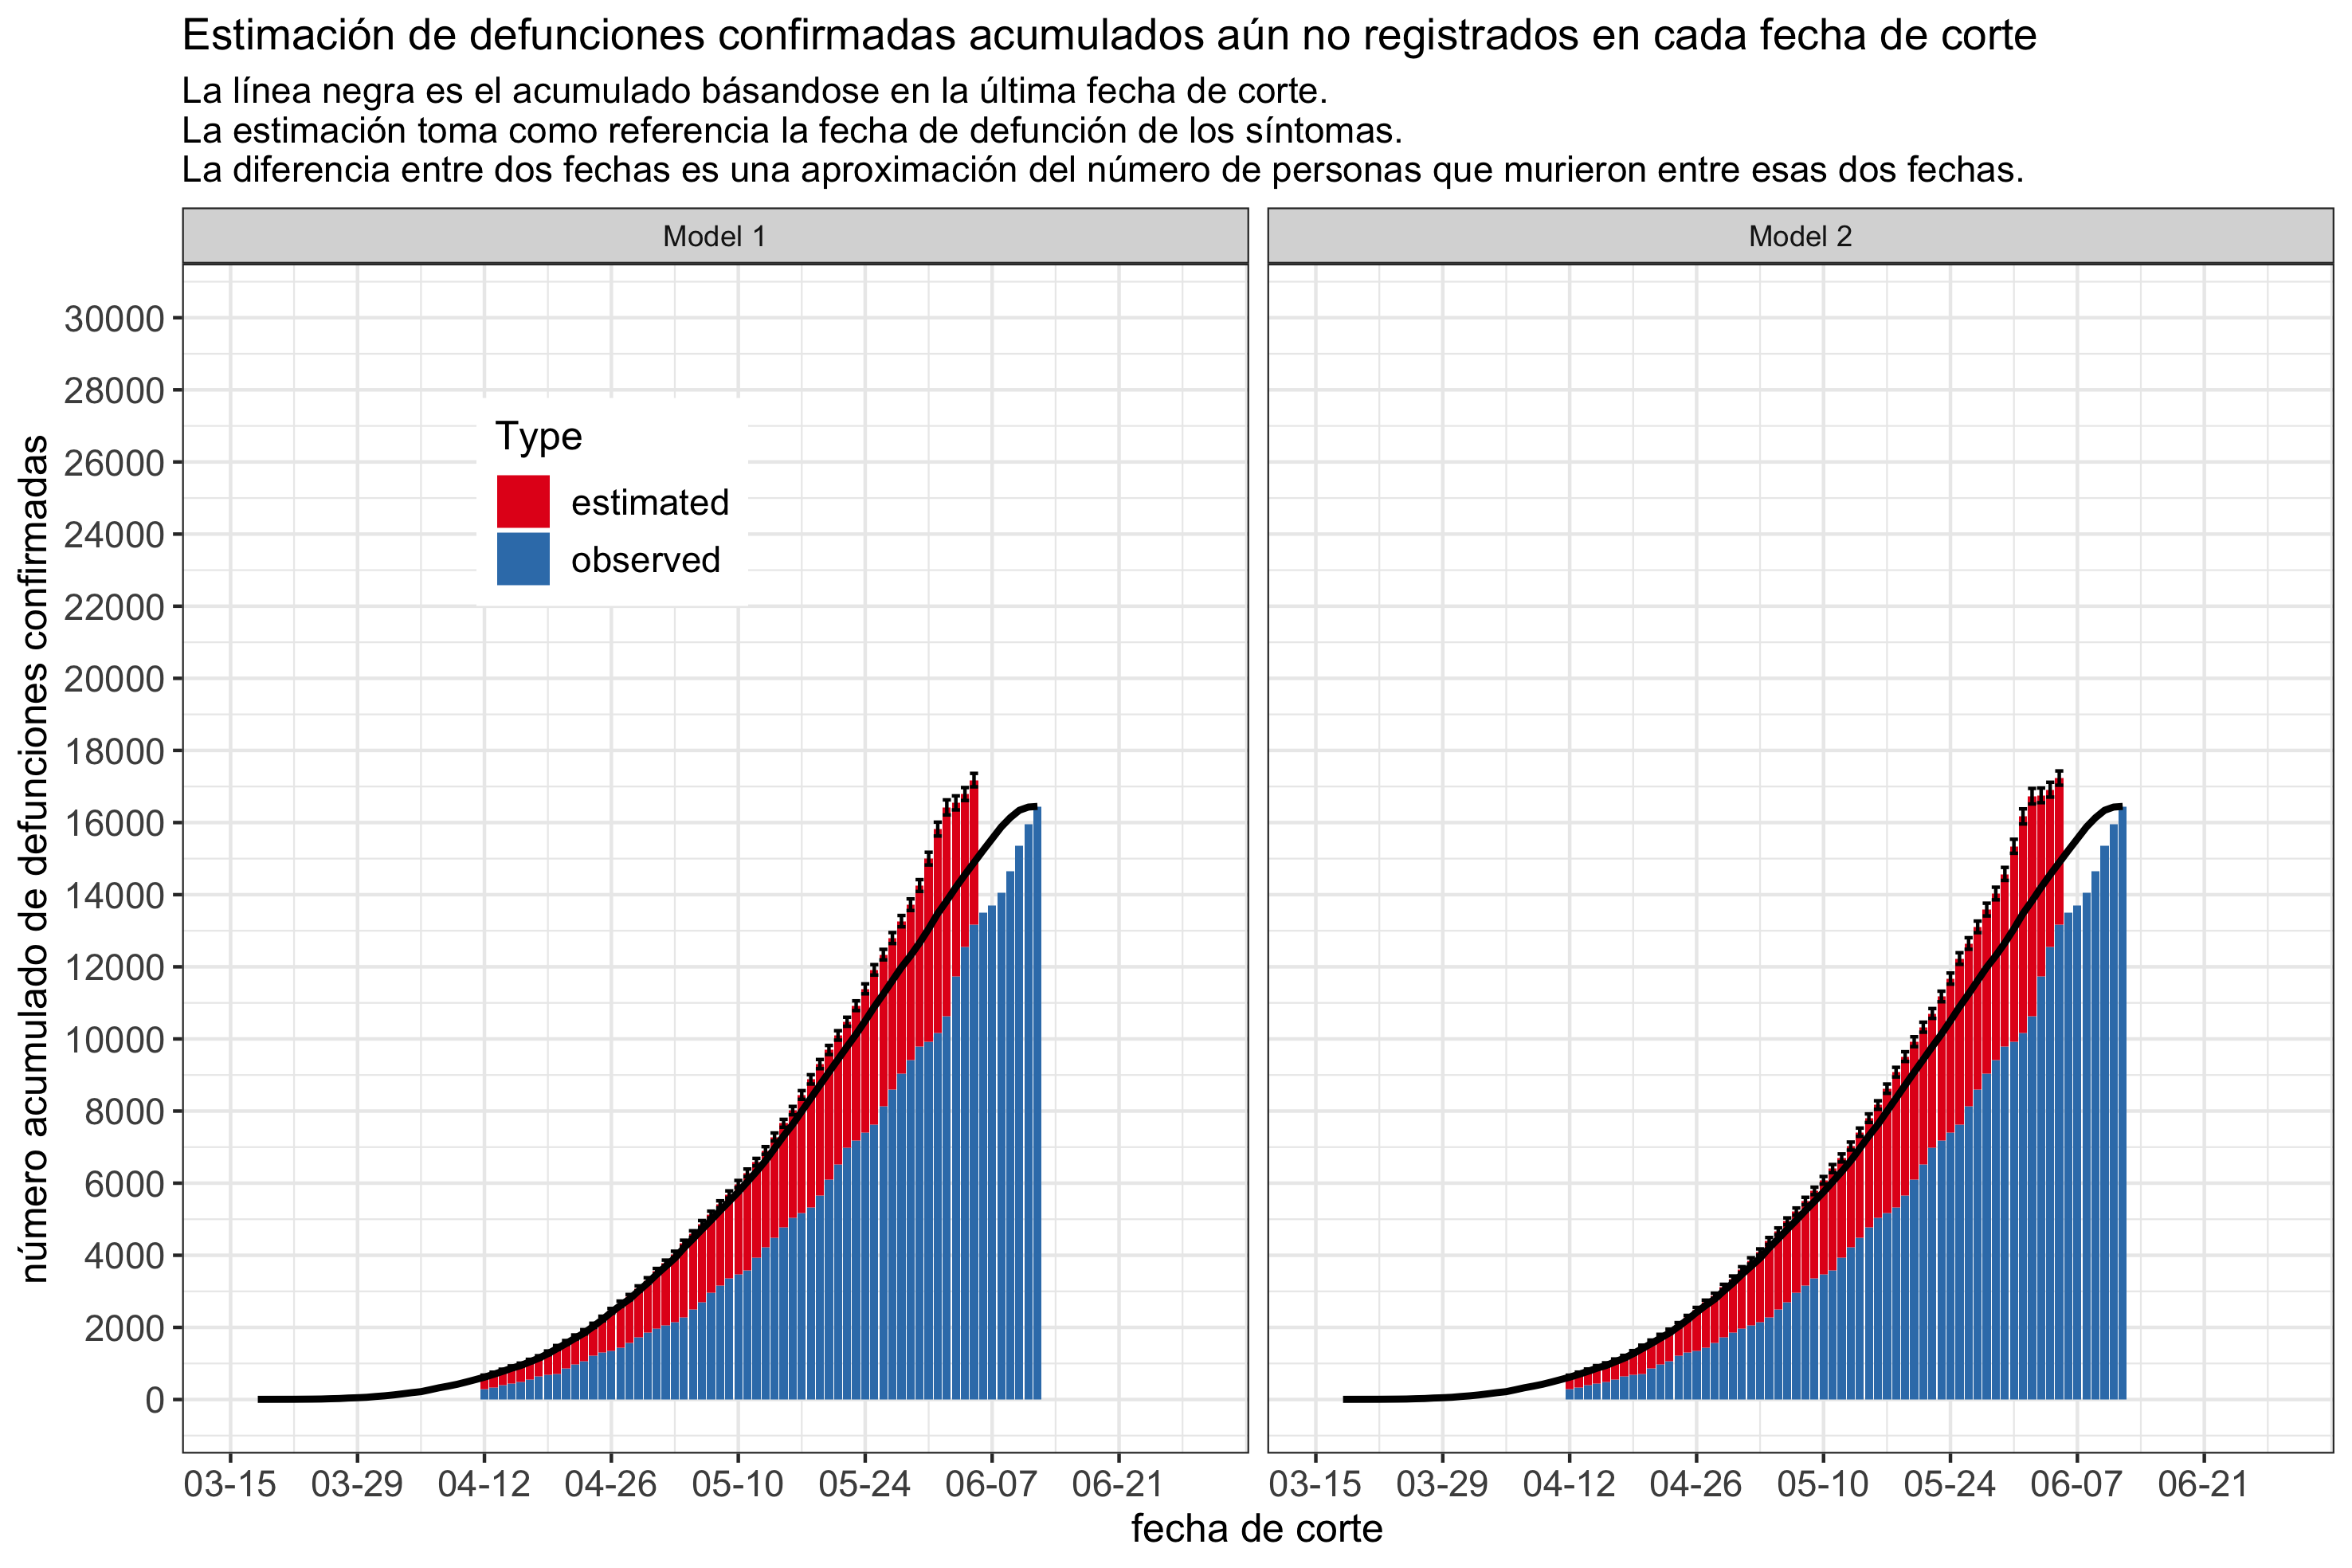 Estimación de defunciones confirmadas acumulados aún no registrados en cada fecha de corte
La línea negra es el acumulado básandose en la última fecha de corte.
La estimación toma como referencia la fecha de defunción de los síntomas.
La diferencia entre dos fechas es una aproximación del número de personas que murieron entre esas dos fechas.
Model 1
Model 2
número acumulado de defunciones confirmadas
30000
28000
26000
24000
22000
20000
18000
16000
14000
12000
10000
8000
6000
4000
2000
0
Type
estimated
observed
03-15 03-29 04-12 04-26 05-10 05-24 06-07 06-21
03-15 03-29 04-12 04-26 05-10 05-24 06-07 06-21
fecha de corte